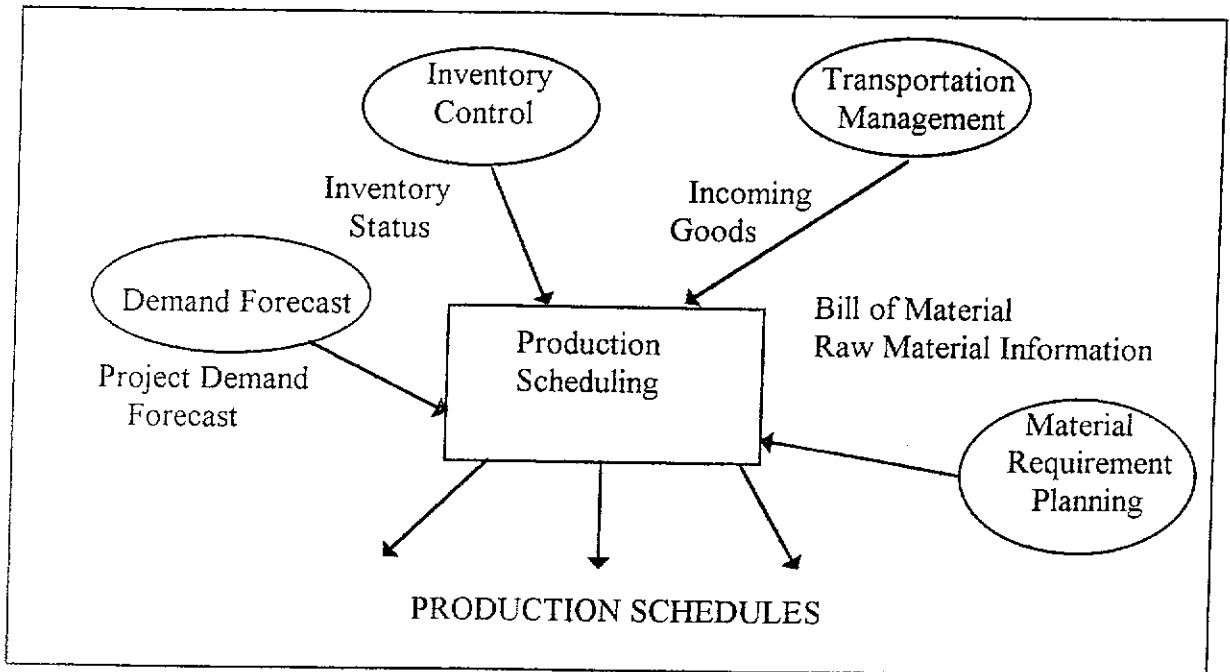 Inventory
Control
Transportation
Management
Inventory
Status
Incoming
Goods
Demand Forecast
Project Demand
Forecast
Production
Scheduling
Bill of Material
Raw Material Information
Material
Requirement
Planning
PRODUCTION SCHEDULES